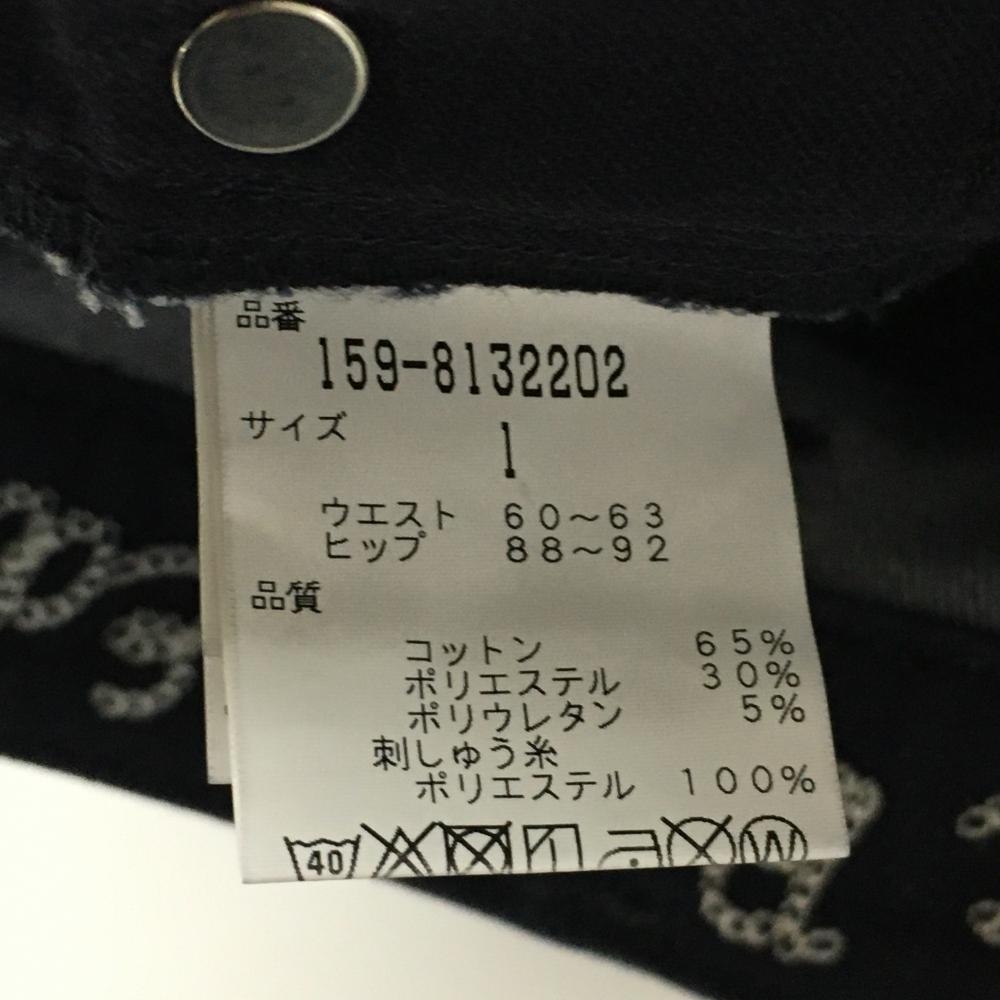 品番
159-8132202
サイズ
1
ウエスト 60～63
ヒップ 88～92
品質
コットン 65%
ポリエステル 30%
ポリウレタン 5%
刺しゅう糸
ポリエステル 100%
40
W